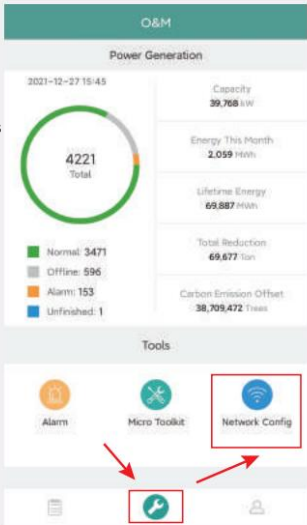 O&M
Power Generation
2021-12-27 15:45
4221
Total
Normal: 3471
Offline: 596
Alarm: 153
Unfinished: 1
Capacity
39,768 kW
Energy This Month
2,059 MWh
Lifetime Energy
69,887 MWh
Total Reduction
69,677 Ton
Carbon Emission Offset
38,709,472 Trees
Tools
Alarm
Micro Toolkit
Network Config